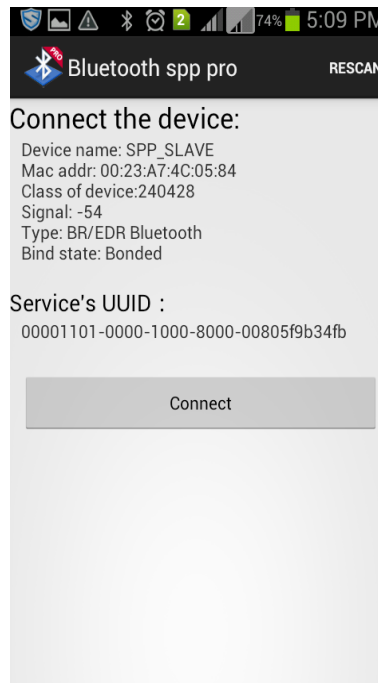 2 74% 5:09 PM
PRO
Bluetooth spp pro RESCAN
Connect the device:
Device name: SPP_SLAVE
Mac addr: 00:23:A7:4C:05:84
Class of device:240428
Signal: -54
Type: BR/EDR Bluetooth
Bind state: Bonded
Service's UUID :
00001101-0000-1000-8000-00805f9b34fb
Connect